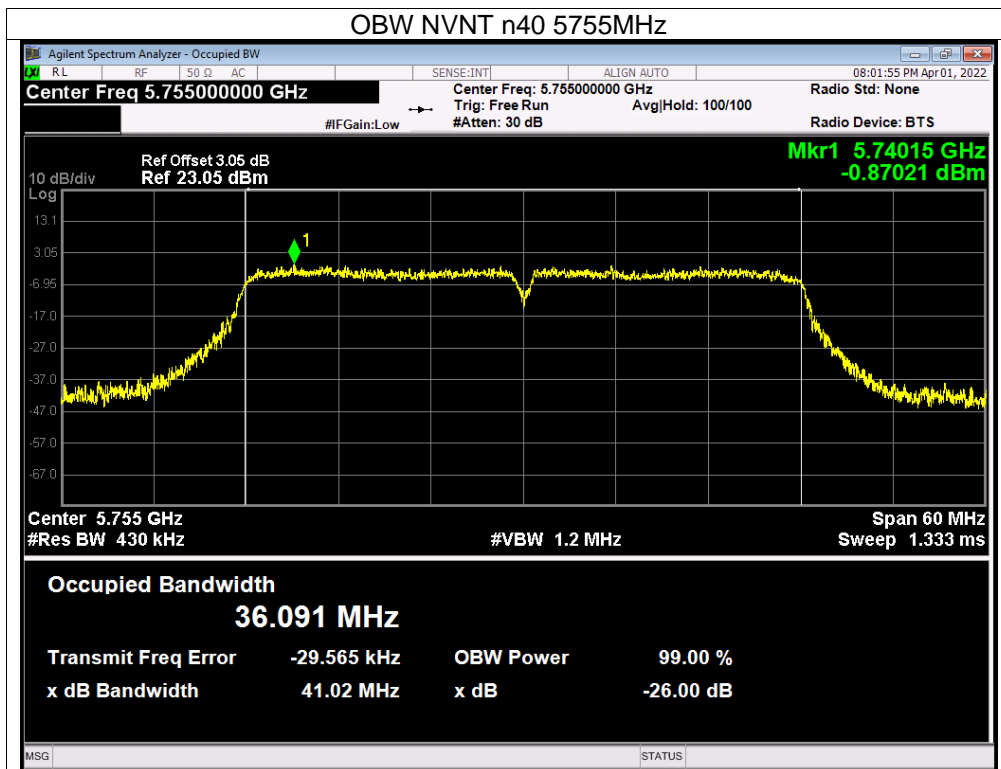 OBW NVNT n40 5755MHz
Agilent Spectrum Analyzer - Occupied BW
LXI RL RF 50 Ω AC SENSE:INT ALIGN AUTO 08:01:55 PM Apr 01, 2022
Center Freq 5.755000000 GHz Center Freq: 5.755000000 GHz Radio Std: None
Trig: Free Run Avg|Hold: 100/100
#IFGain:Low #Atten: 30 dB Radio Device: BTS
Mkr1 5.74015 GHz
-0.87021 dBm
Ref Offset 3.05 dB
10 dB/div Ref 23.05 dBm
Log
13.1
1
3.05
-6.95
-17.0
-27.0
-37.0
-47.0
-57.0
-67.0
Center 5.755 GHz Span 60 MHz
#Res BW 430 kHz #VBW 1.2 MHz Sweep 1.333 ms
Occupied Bandwidth
36.091 MHz
Transmit Freq Error -29.565 kHz OBW Power 99.00 %
x dB Bandwidth 41.02 MHz x dB -26.00 dB
MSG STATUS